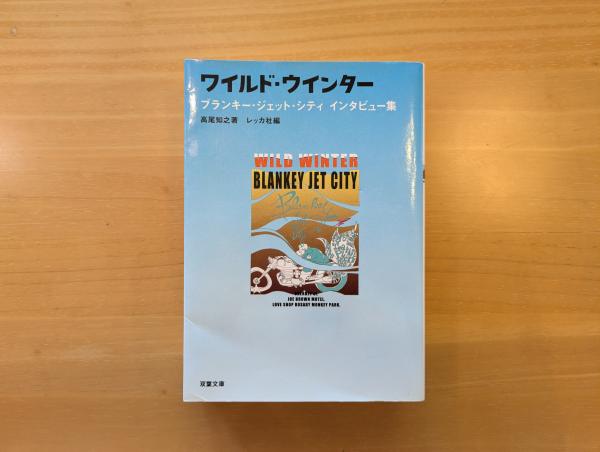 ワイルド・ウインター
ブランキー・ジェット・シティ インタビュー集
高尾知之著 レッカ社編
WILD WINTER
BLANKEY JET CITY
JOE BROWN MOTEL.
LOVE SHOP ROSARY MONKEY PARK.
双葉文庫